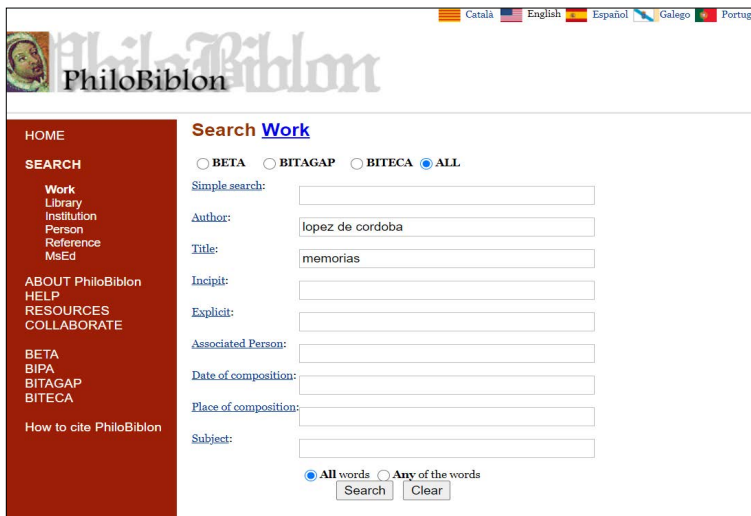 Català English Español Galego Portug
PhiloBiblon
PhiloBiblon
HOME
SEARCH
Work
Library
Institution
Person
Reference
MsEd
ABOUT PhiloBiblon
HELP
RESOURCES
COLLABORATE
BETA
BIPA
BITAGAP
BITECA
How to cite PhiloBiblon
Search Work
BETA BITAGAP BITECA ALL
Simple search:
Author: lopez de cordoba
Title: memorias
Incipit:
Explicit:
Associated Person:
Date of composition:
Place of composition:
Subject:
All words Any of the words
Search Clear